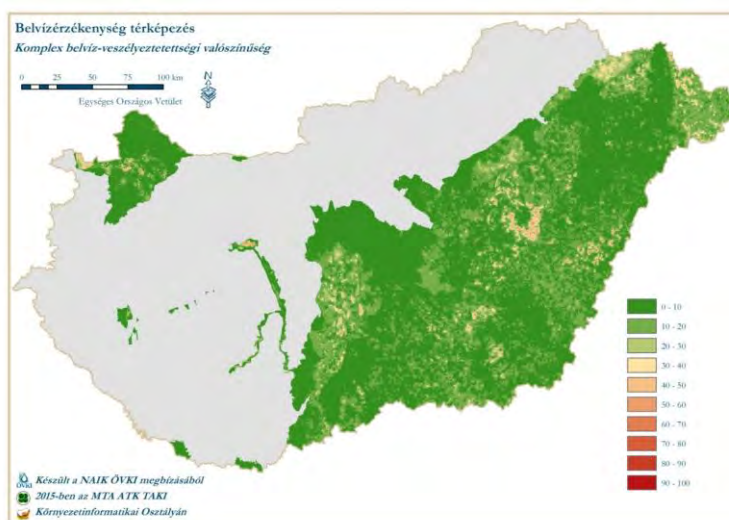 Belvízérzékenység térképezés
Komplex belvíz-veszélyeztetettségi valószínűség
0 25 50 75 100 km
N
Egységes Országos Vetület
0 - 10
10 - 20
20 - 30
30 - 40
40 - 50
50 - 60
60 - 70
70 - 80
80 - 90
90 - 100
Készült a NAIK ÖVKI megbízásából
ÖVKI
2015-ben az MTA ATK TAKI
Környezetinformatikai Osztályán